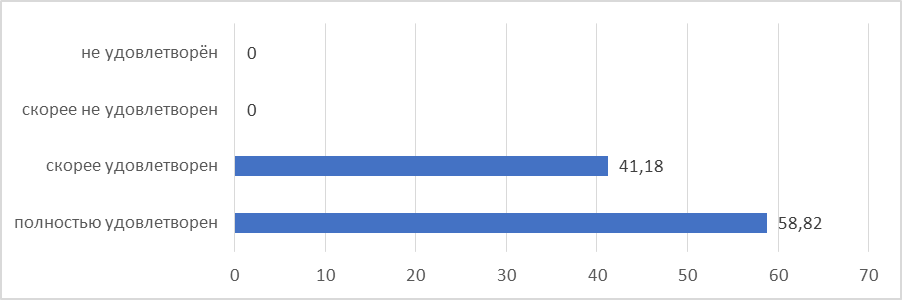 не удовлетворён 0
скорее не удовлетворен 0
скорее удовлетворен 41,18
полностью удовлетворен 58,82
0 10 20 30 40 50 60 70